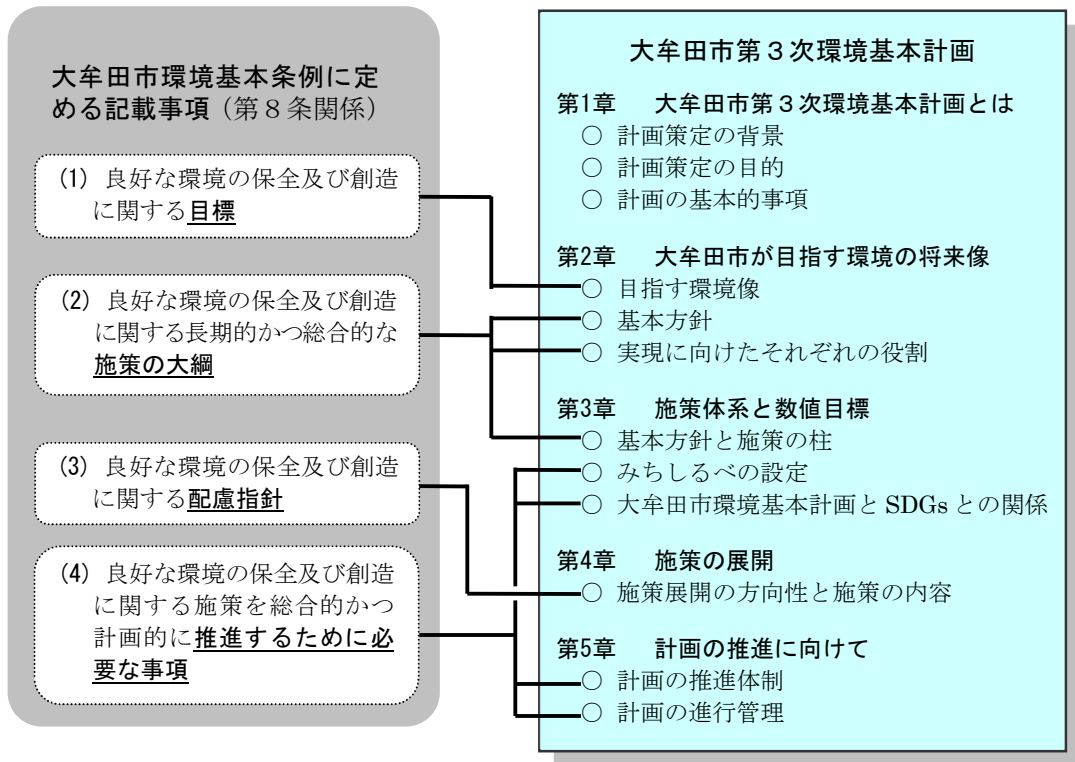 大牟田市環境基本条例に定
める記載事項（第８条関係）
(1) 良好な環境の保全及び創造
に関する目標
(2) 良好な環境の保全及び創造
に関する長期的かつ総合的な
施策の大綱
(3) 良好な環境の保全及び創造
に関する配慮指針
(4) 良好な環境の保全及び創造
に関する施策を総合的かつ
計画的に推進するために必
要な事項
大牟田市第３次環境基本計画
第1章　大牟田市第３次環境基本計画とは
○ 計画策定の背景
○ 計画策定の目的
○ 計画の基本的事項
第2章　大牟田市が目指す環境の将来像
○ 目指す環境像
○ 基本方針
○ 実現に向けたそれぞれの役割
第3章　施策体系と数値目標
○ 基本方針と施策の柱
○ みちしるべの設定
○ 大牟田市環境基本計画と SDGs との関係
第4章　施策の展開
○ 施策展開の方向性と施策の内容
第5章　計画の推進に向けて
○ 計画の推進体制
○ 計画の進行管理